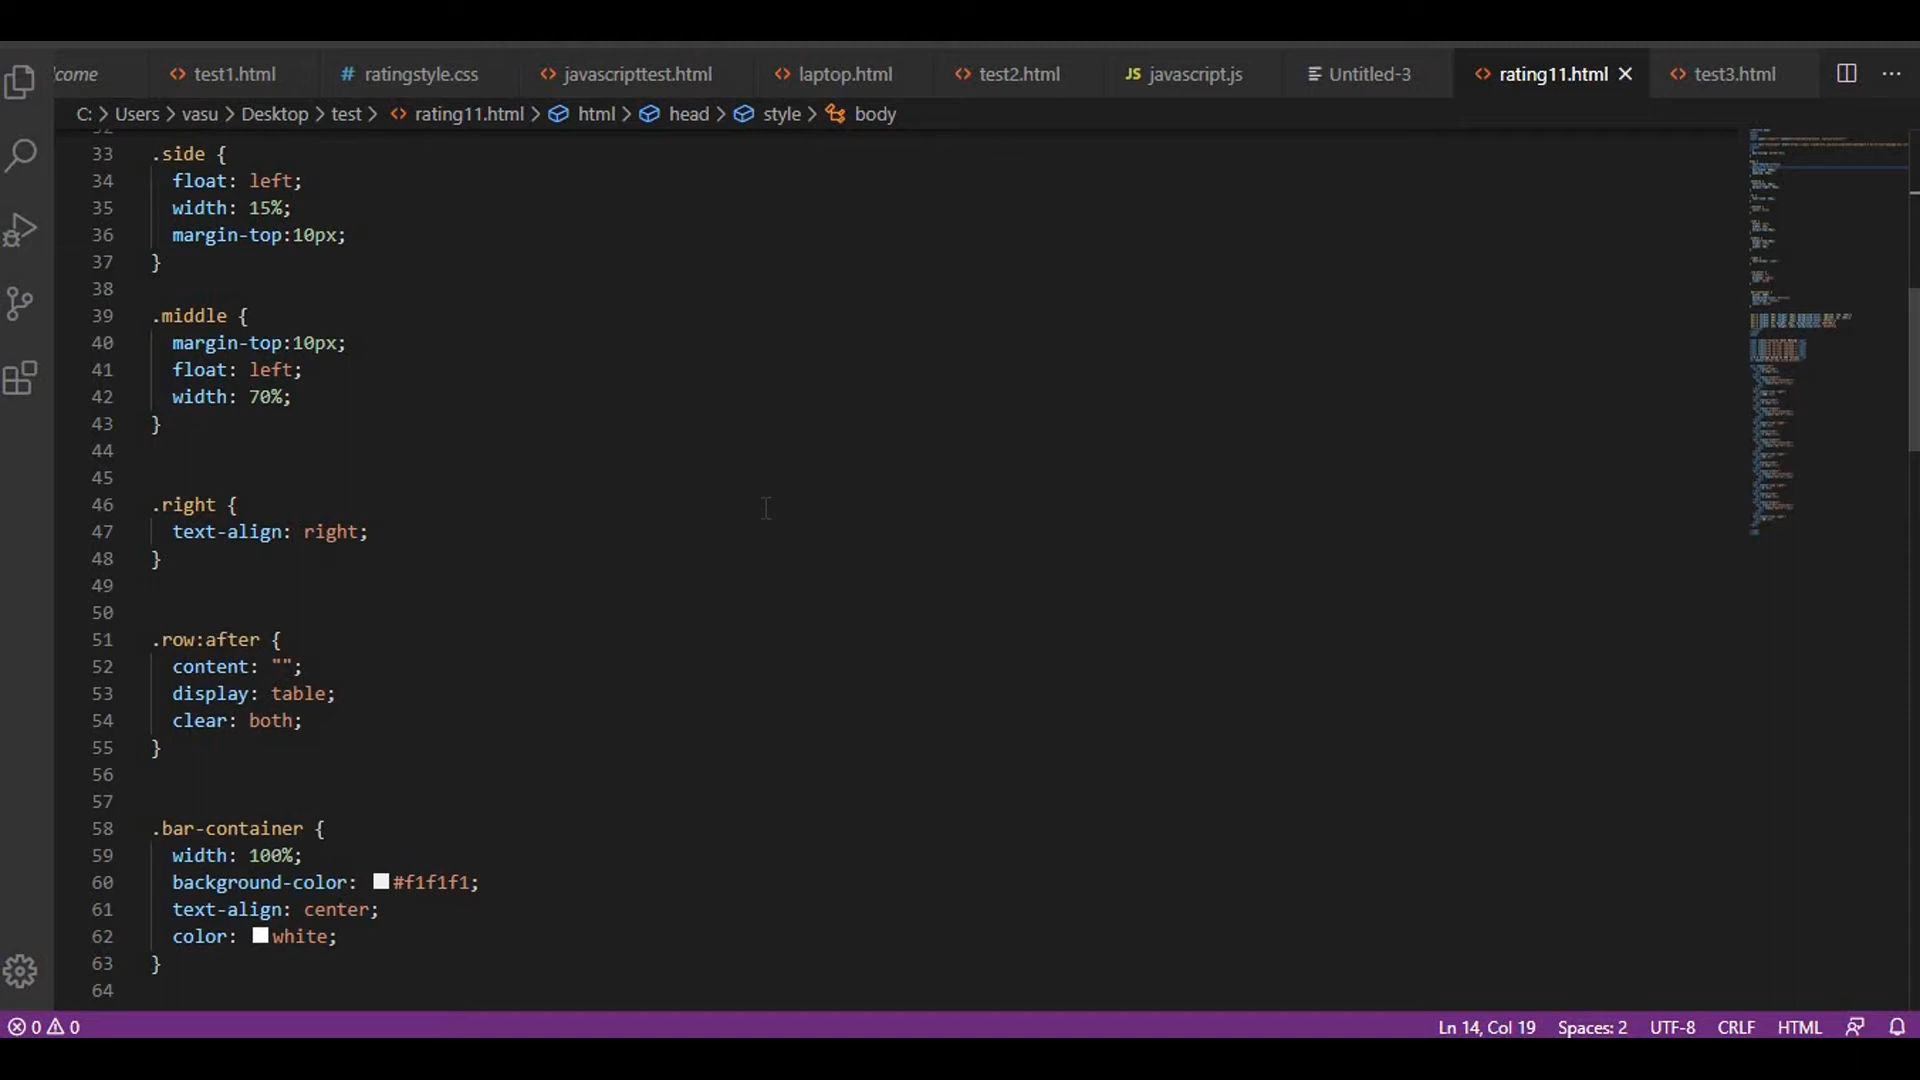 come test1.html # ratingstyle.css javascripttest.html laptop.html test2.html JS javascript.js Untitled-3 rating11.html test3.html
C: > Users > vasu > Desktop > test > rating11.html > html > head > style > body
33 .side {
34 float: left;
35 width: 15%;
36 margin-top:10px;
37 }
38
39 .middle {
40 margin-top:10px;
41 float: left;
42 width: 70%;
43 }
44
45
46 .right {
47 text-align: right;
48 }
49
50
51 .row:after {
52 content: "";
53 display: table;
54 clear: both;
55 }
56
57
58 .bar-container {
59 width: 100%;
60 background-color: #f1f1f1;
61 text-align: center;
62 color: white;
63 }
64
0 0 Ln 14, Col 19 Spaces: 2 UTF-8 CRLF HTML